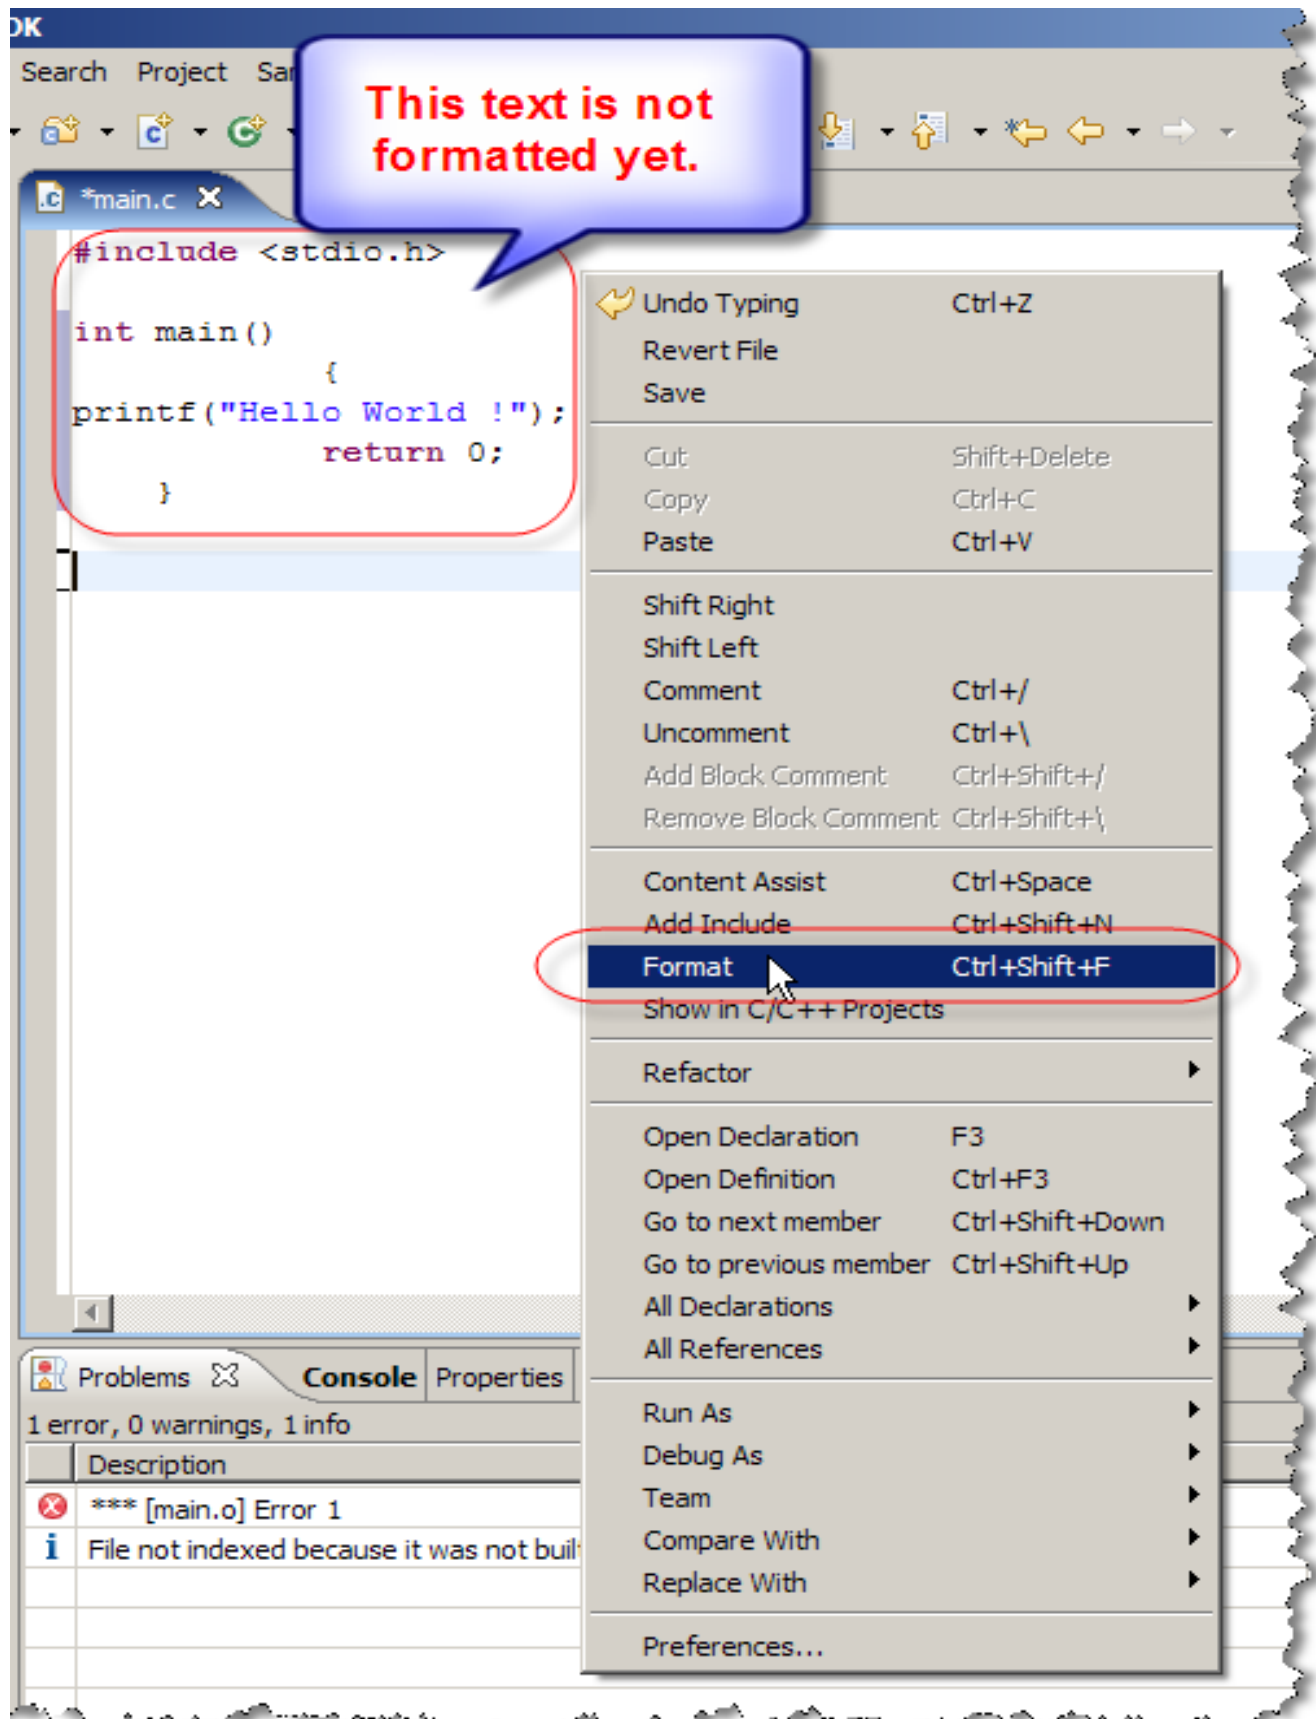 OK
Search Project
This text is not
formatted yet.
*main.c
#include <stdio.h>
int main()
{
printf("Hello World !");
return 0;
}
Undo Typing Ctrl+Z
Revert File
Save
Cut Shift+Delete
Copy Ctrl+C
Paste Ctrl+V
Shift Right
Shift Left
Comment Ctrl+/
Uncomment Ctrl+\
Add Block Comment Ctrl+Shift+/
Remove Block Comment Ctrl+Shift+\
Content Assist Ctrl+Space
Add Include Ctrl+Shift+N
Format Ctrl+Shift+F
Show in C/C++ Projects
Refactor
Open Declaration F3
Open Definition Ctrl+F3
Go to next member Ctrl+Shift+Down
Go to previous member Ctrl+Shift+Up
All Declarations
All References
Run As
Debug As
Team
Compare With
Replace With
Preferences...
Problems Console Properties
1 error, 0 warnings, 1 info
Description
*** [main.o] Error 1
File not indexed because it was not